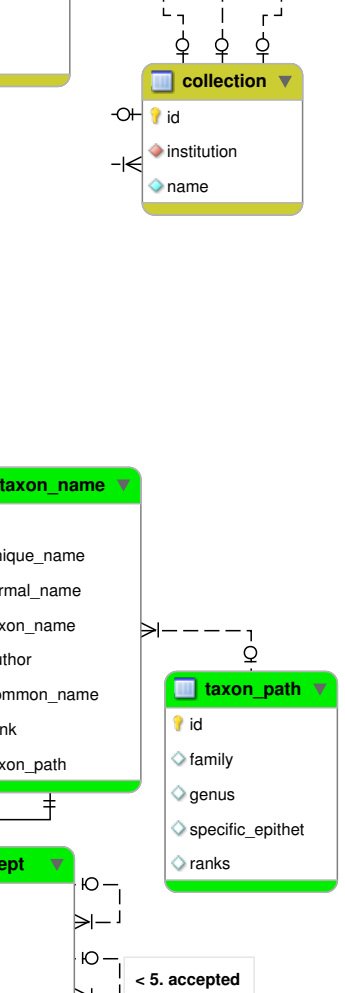 collection
id
institution
name
taxon_name
ique_name
rmal_name
xon_name
thor
ommon_name
nk
xon_path
taxon_path
id
family
genus
specific_epithet
ranks
ept
< 5. accepted